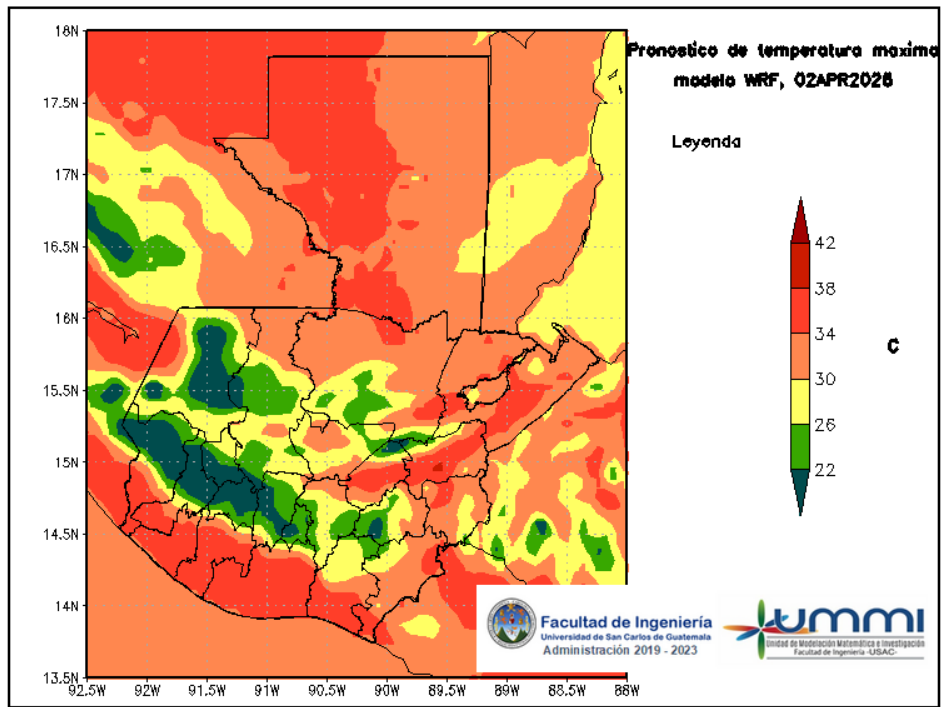 Pronostico de temperatura maxima
modelo WRF, 02APR2026
Leyenda
18N
17.5N
17N
16.5N
16N
15.5N
15N
14.5N
14N
13.5N
92.5W 92W 91.5W 91W 90.5W 90W 89.5W 89W 88.5W 88W
42
38
34
30
26
22
C
Facultad de Ingeniería
Universidad de San Carlos de Guatemala
Administración 2019 - 2023
UMMI
Unidad de Modelación Matemática e Investigación
Facultad de Ingeniería -USAC-